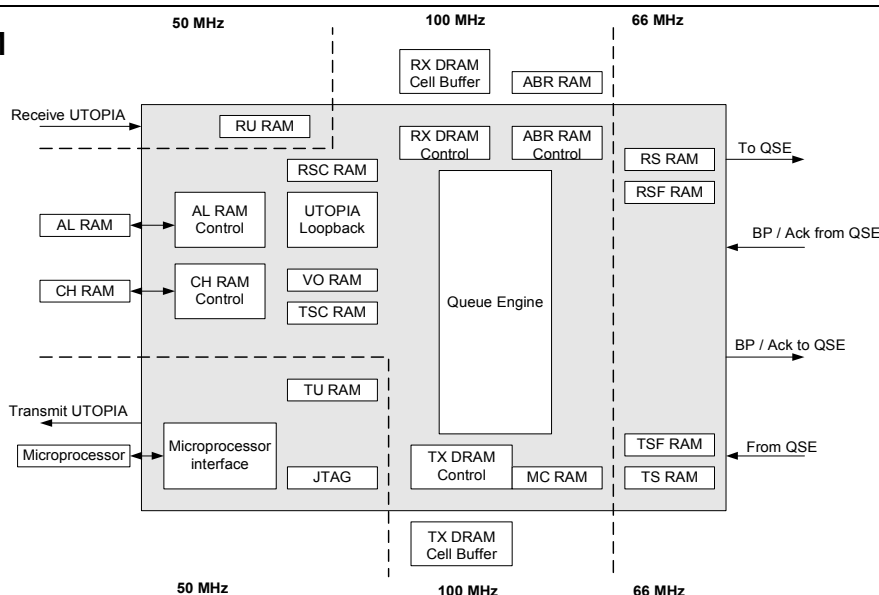 50 MHz
100 MHz
66 MHz
RX DRAM
Cell Buffer
ABR RAM
Receive UTOPIA
RU RAM
RX DRAM
Control
ABR RAM
Control
RS RAM
To QSE
RSC RAM
RSF RAM
AL RAM
AL RAM
Control
UTOPIA
Loopback
BP / Ack from QSE
CH RAM
CH RAM
Control
VO RAM
TSC RAM
Queue Engine
BP / Ack to QSE
TU RAM
Transmit UTOPIA
Microprocessor
Microprocessor
interface
JTAG
TX DRAM
Control
MC RAM
TSF RAM
From QSE
TS RAM
TX DRAM
Cell Buffer
50 MHz
100 MHz
66 MHz